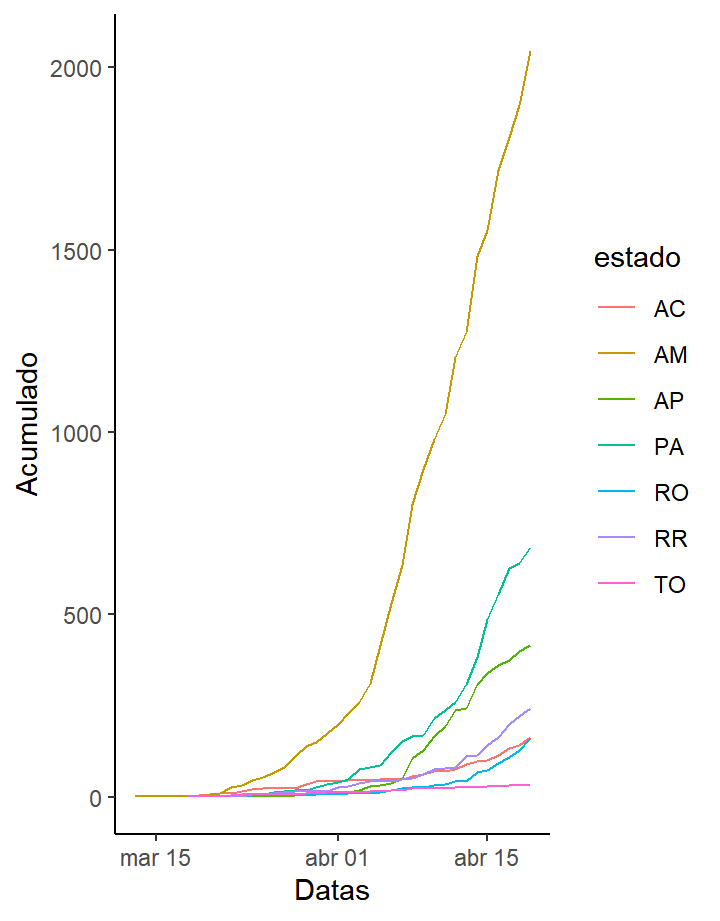 2000
1500
1000
500
0
Acumulado
mar 15
abr 01
abr 15
Datas
estado
AC
AM
AP
PA
RO
RR
TO